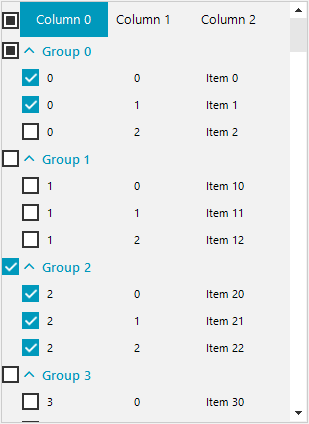 Column 0 Column 1 Column 2
Group 0
0 0 Item 0
0 1 Item 1
0 2 Item 2
Group 1
1 0 Item 10
1 1 Item 11
1 2 Item 12
Group 2
2 0 Item 20
2 1 Item 21
2 2 Item 22
Group 3
3 0 Item 30